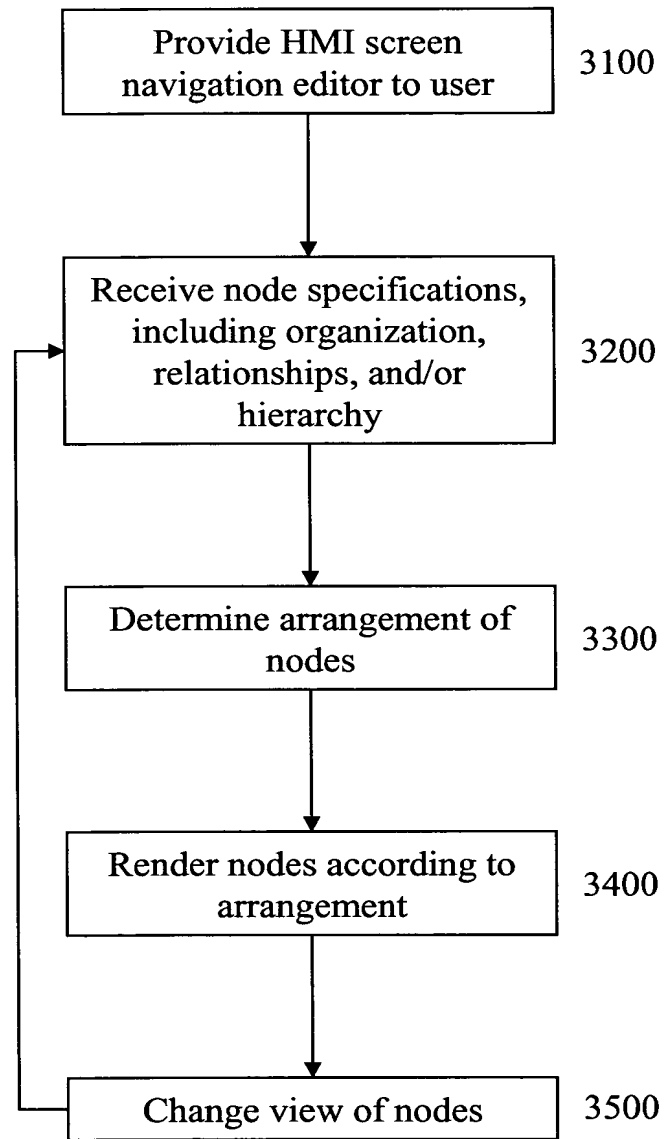 Provide HMI screen
navigation editor to user
3100
Receive node specifications,
including organization,
relationships, and/or
hierarchy
3200
Determine arrangement of
nodes
3300
Render nodes according to
arrangement
3400
Change view of nodes
3500